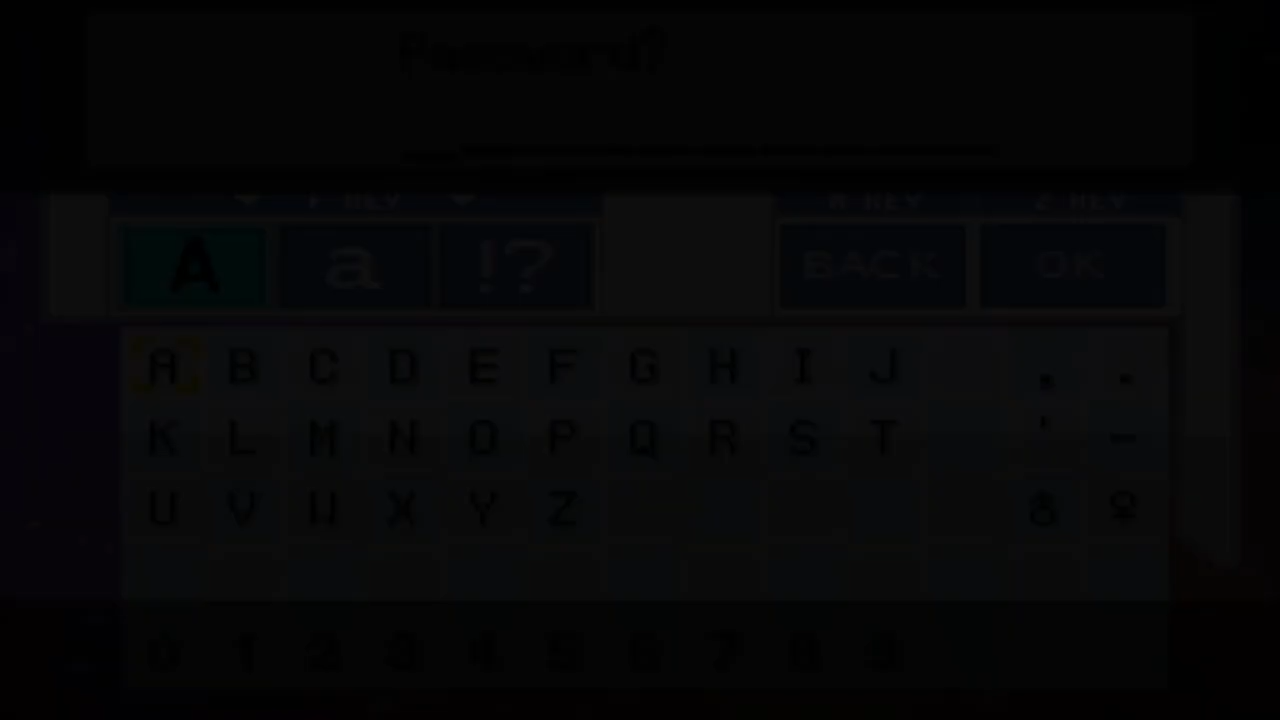 Password?
A a !? BACK OK
A B C D E F G H I J , .
K L M N O P Q R S T ' -
U V W X Y Z ♂ ♀
0 1 2 3 4 5 6 7 8 9